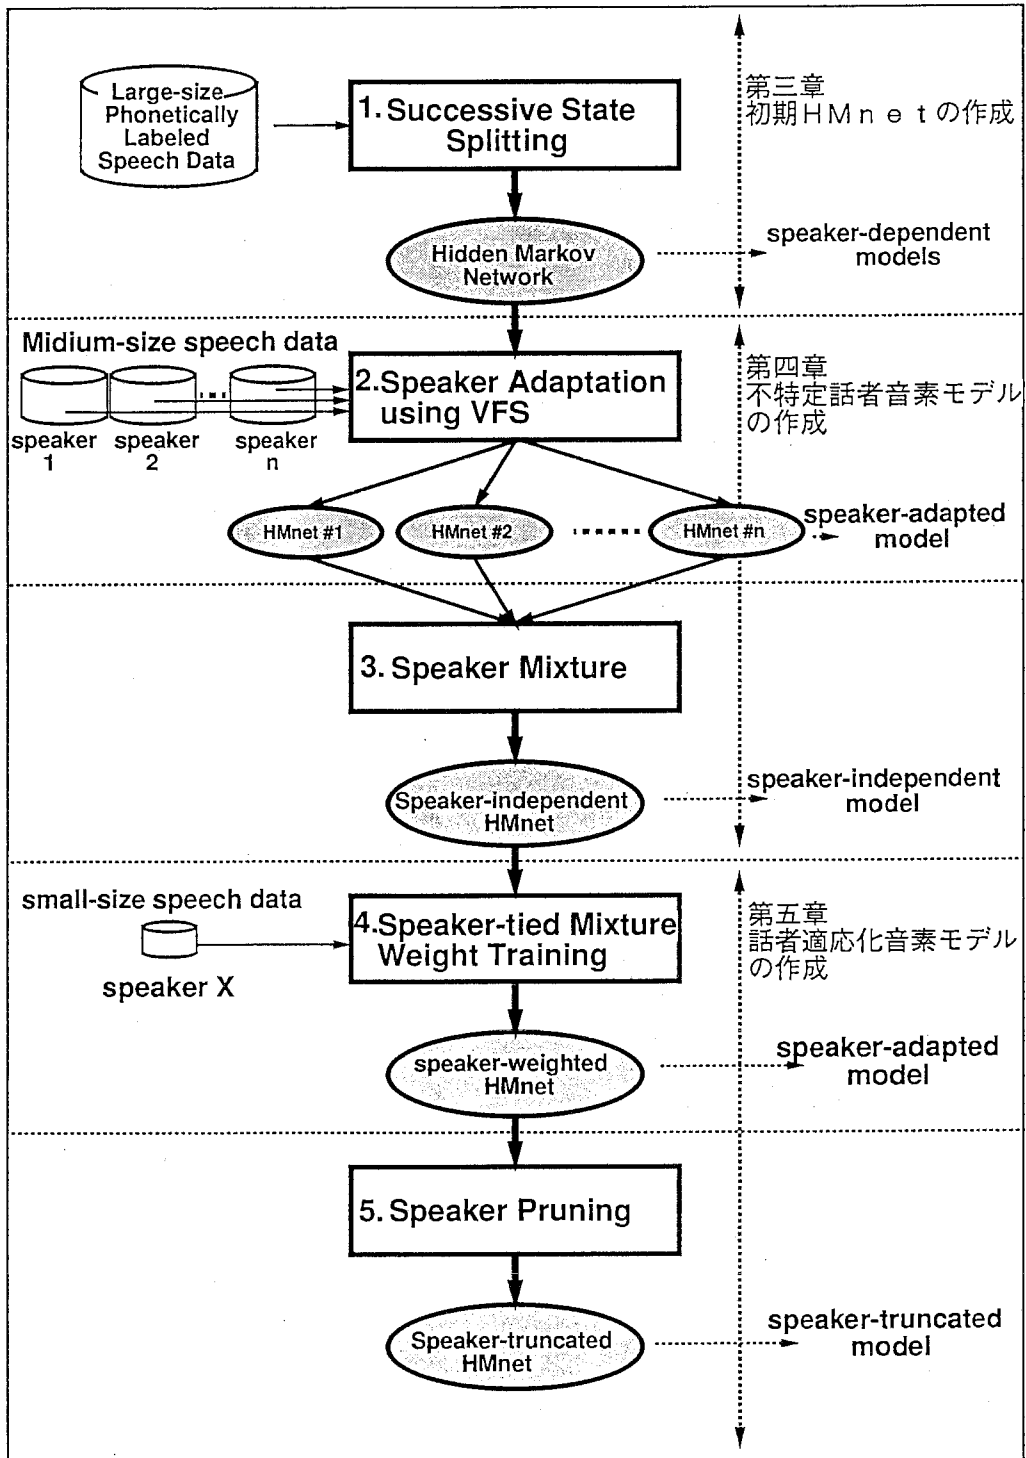 Large-size
Phonetically
Labeled
Speech Data
1. Successive State
Splitting
第三章
初期HMnetの作成
Hidden Markov
Network
speaker-dependent
models
Midium-size speech data
speaker
1
speaker
2
speaker
n
2. Speaker Adaptation
using VFS
第四章
不特定話者音素モデル
の作成
HMnet #1
HMnet #2
HMnet #n
speaker-adapted
model
3. Speaker Mixture
Speaker-independent
HMnet
speaker-independent
model
small-size speech data
speaker X
4. Speaker-tied Mixture
Weight Training
第五章
話者適応化音素モデル
の作成
speaker-weighted
HMnet
speaker-adapted
model
5. Speaker Pruning
Speaker-truncated
HMnet
speaker-truncated
model